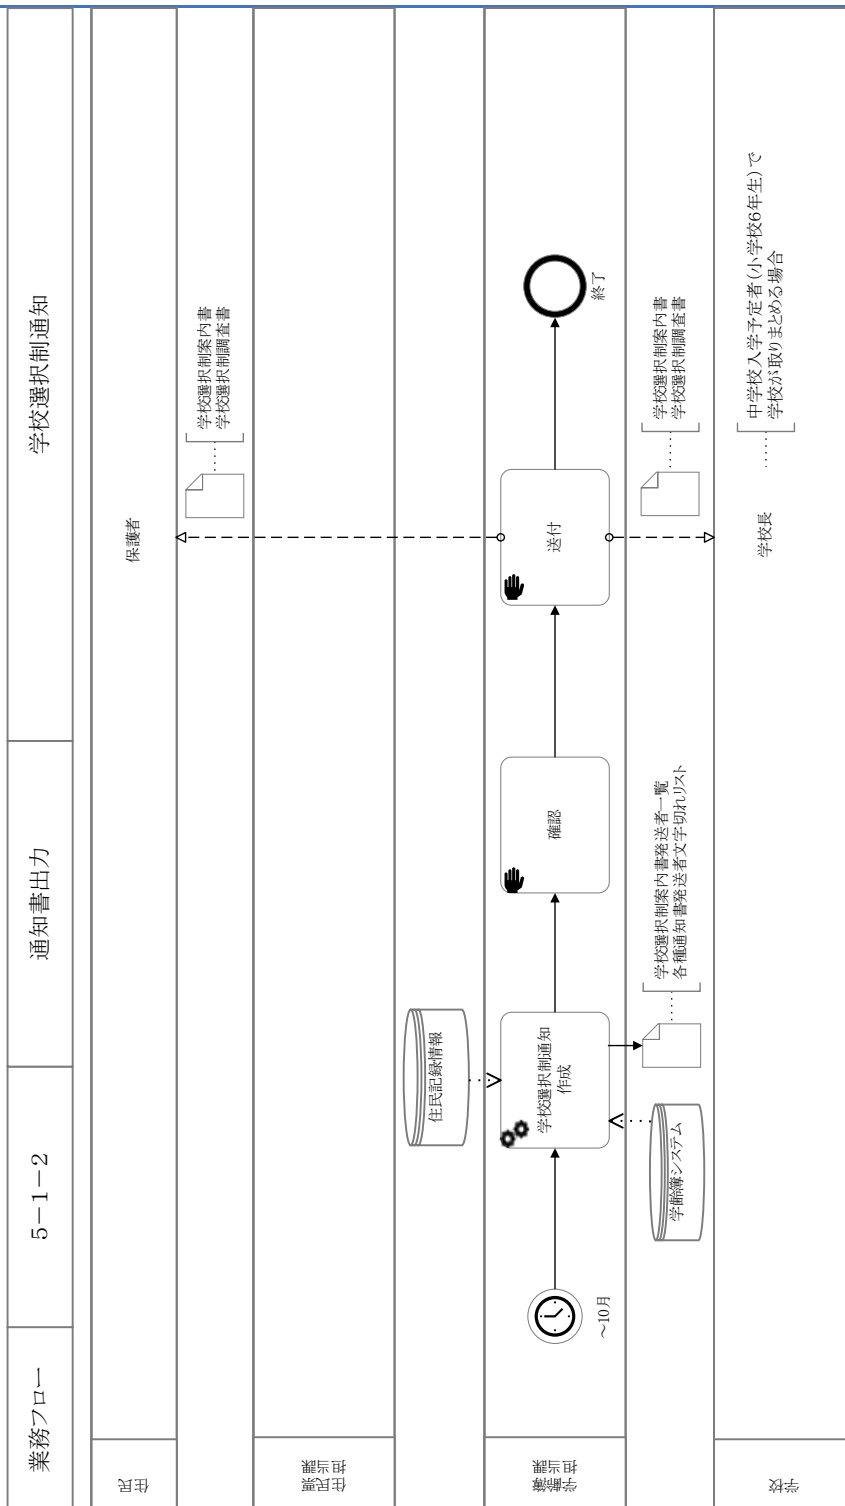 業務フロー
5－1－2
通知書出力
学校選択制通知
住民
保護者
学校選択制案内書
学校選択制調査書
住民票
担当課
住民記録情報
学齢簿
担当課
～10月
学校選択制通知
作成
確認
送付
終了
学齢簿システム
学校選択制案内書発送者一覧
各種通知書発送者文字切れリスト
学校選択制案内書
学校選択制調査書
学校
学校長
中学校入学予定者（小学校6年生）で
学校が取りまとめる場合